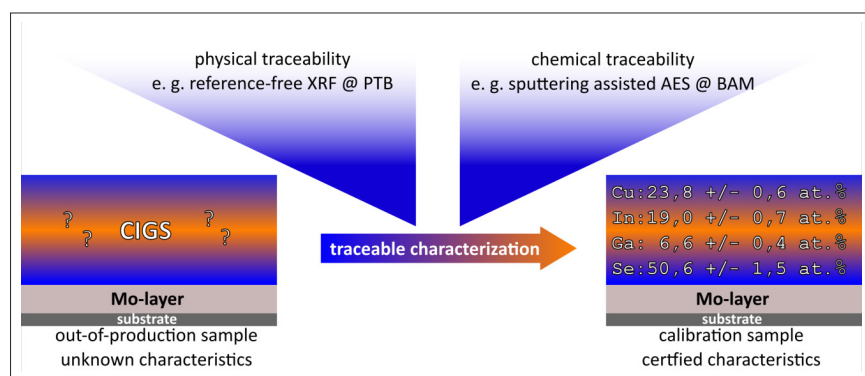 physical traceability
e. g. reference-free XRF @ PTB
chemical traceability
e. g. sputtering assisted AES @ BAM
? ?
CIGS
? ?
Mo-layer
substrate
out-of-production sample
unknown characteristics
traceable characterization
Cu:23,8 +/- 0,6 at.%
In:19,0 +/- 0,7 at.%
Ga: 6,6 +/- 0,4 at.%
Se:50,6 +/- 1,5 at.%
Mo-layer
substrate
calibration sample
certfied characteristics